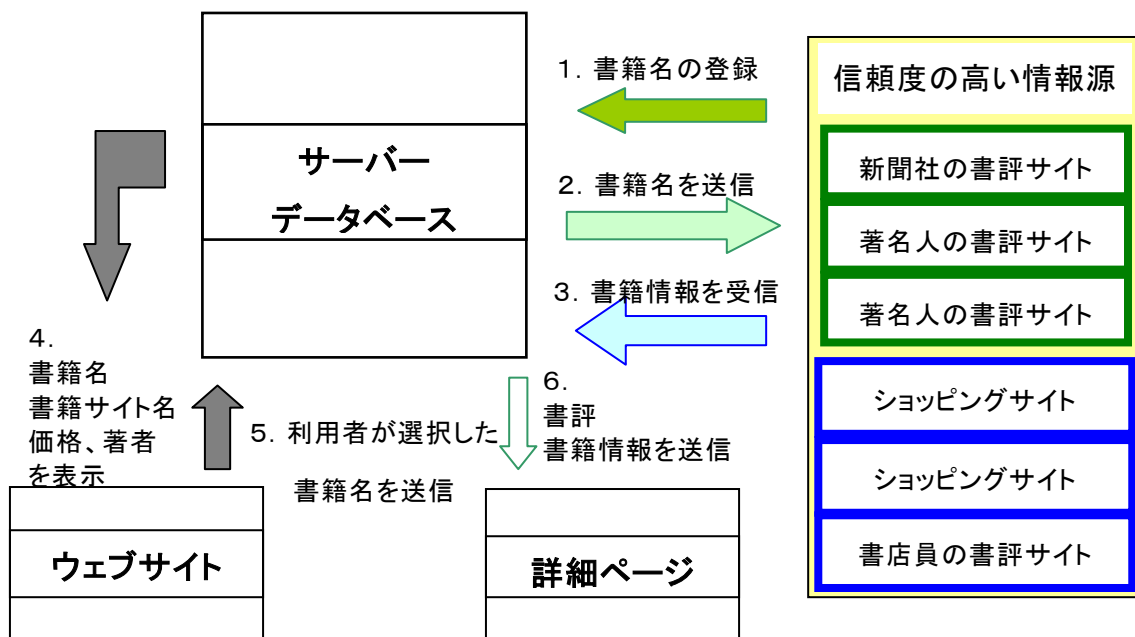 1．書籍名の登録
サーバー
データベース
2．書籍名を送信
3．書籍情報を受信
信頼度の高い情報源
新聞社の書評サイト
著名人の書評サイト
著名人の書評サイト
ショッピングサイト
ショッピングサイト
書店員の書評サイト
4．
書籍名
書籍サイト名
価格、著者
を表示
5．利用者が選択した
書籍名を送信
6．
書評
書籍情報を送信
ウェブサイト
詳細ページ